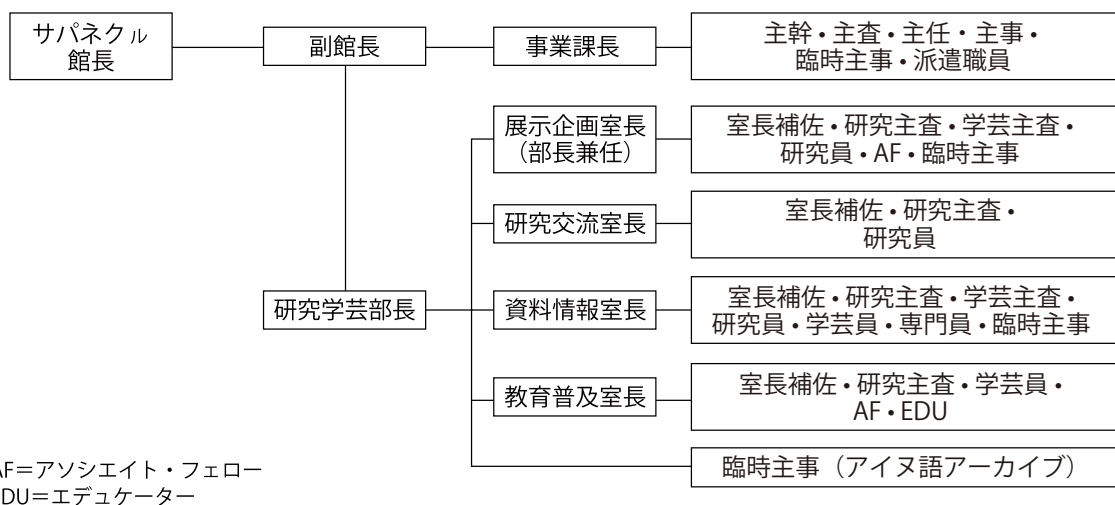 サパネクル
館長
副館長
事業課長
主幹・主査・主任・主事・
臨時主事・派遣職員
展示企画室長
（部長兼任）
室長補佐・研究主査・学芸主査・
研究員・AF・臨時主事
研究交流室長
室長補佐・研究主査・
研究員
研究学芸部長
資料情報室長
室長補佐・研究主査・学芸主査・
研究員・学芸員・専門員・臨時主事
教育普及室長
室長補佐・研究主査・学芸員・
AF・EDU
臨時主事（アイヌ語アーカイブ）
AF＝アソシエイト・フェロー
DU＝エデュケーター